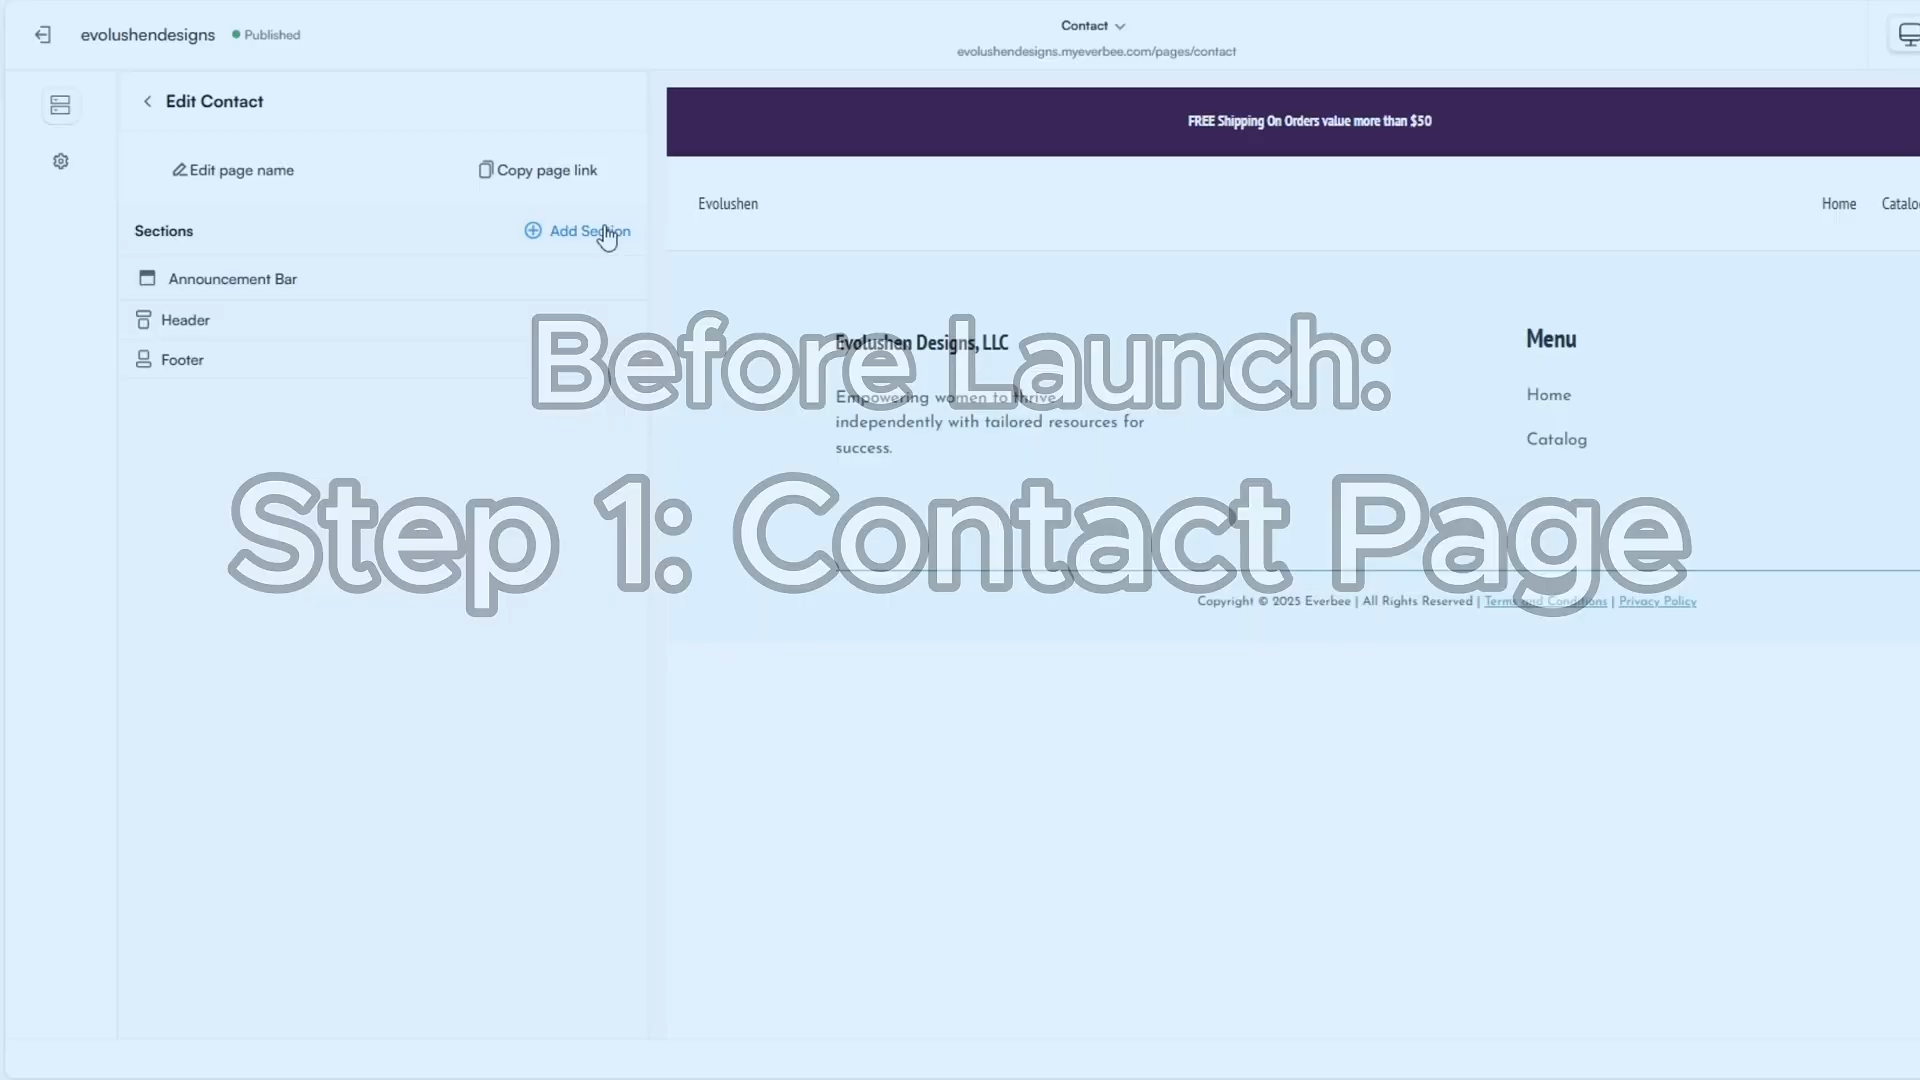 evolushendesigns
Published
Contact
evolushendesigns.myeverbee.com/pages/contact
Edit Contact
Edit page name
Copy page link
Sections
Add Section
Announcement Bar
Header
Footer
FREE Shipping On Orders value more than $50
Evolushen
Home
Catalo
Before Launch:
Step 1: Contact Page
Evolushen Designs, LLC
Empowering women to thrive
independently with tailored resources for
success.
Menu
Home
Catalog
Copyright © 2025 Everbee | All Rights Reserved | Terms and Conditions | Privacy Policy